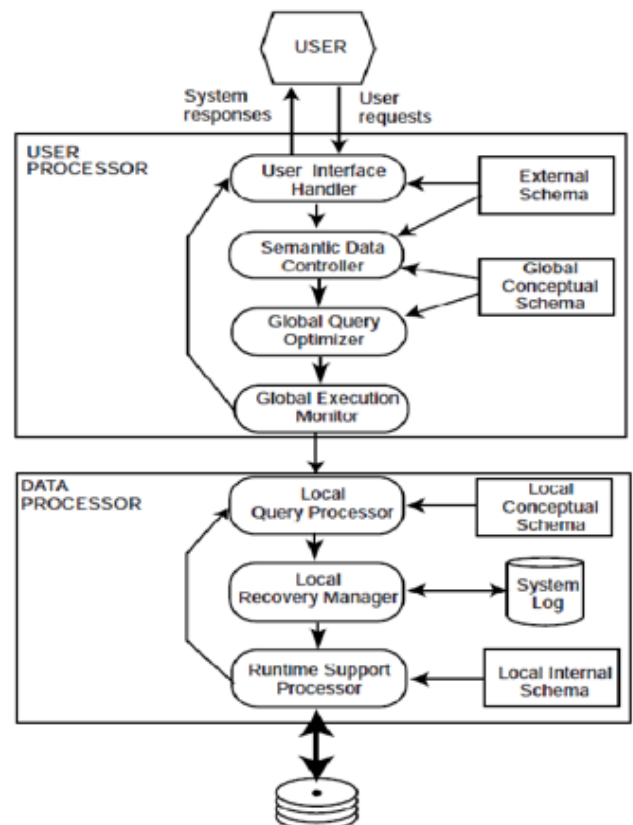 USER
System
responses
User
requests
USER
PROCESSOR
User Interface
Handler
External
Schema
Semantic Data
Controller
Global
Conceptual
Schema
Global Query
Optimizer
Global Execution
Monitor
DATA
PROCESSOR
Local
Query Processor
Local
Conceptual
Schema
Local
Recovery Manager
System
Log
Runtime Support
Processor
Local Internal
Schema